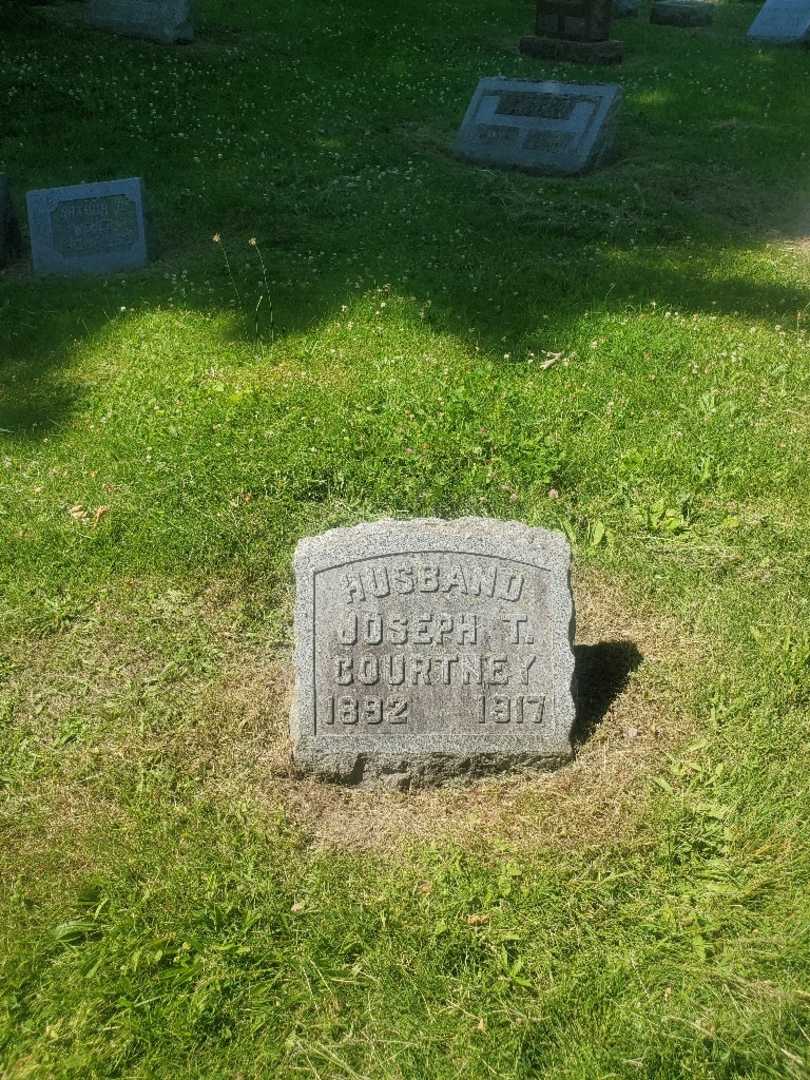 HUSBAND
JOSEPH T.
COURTNEY
1892 1917